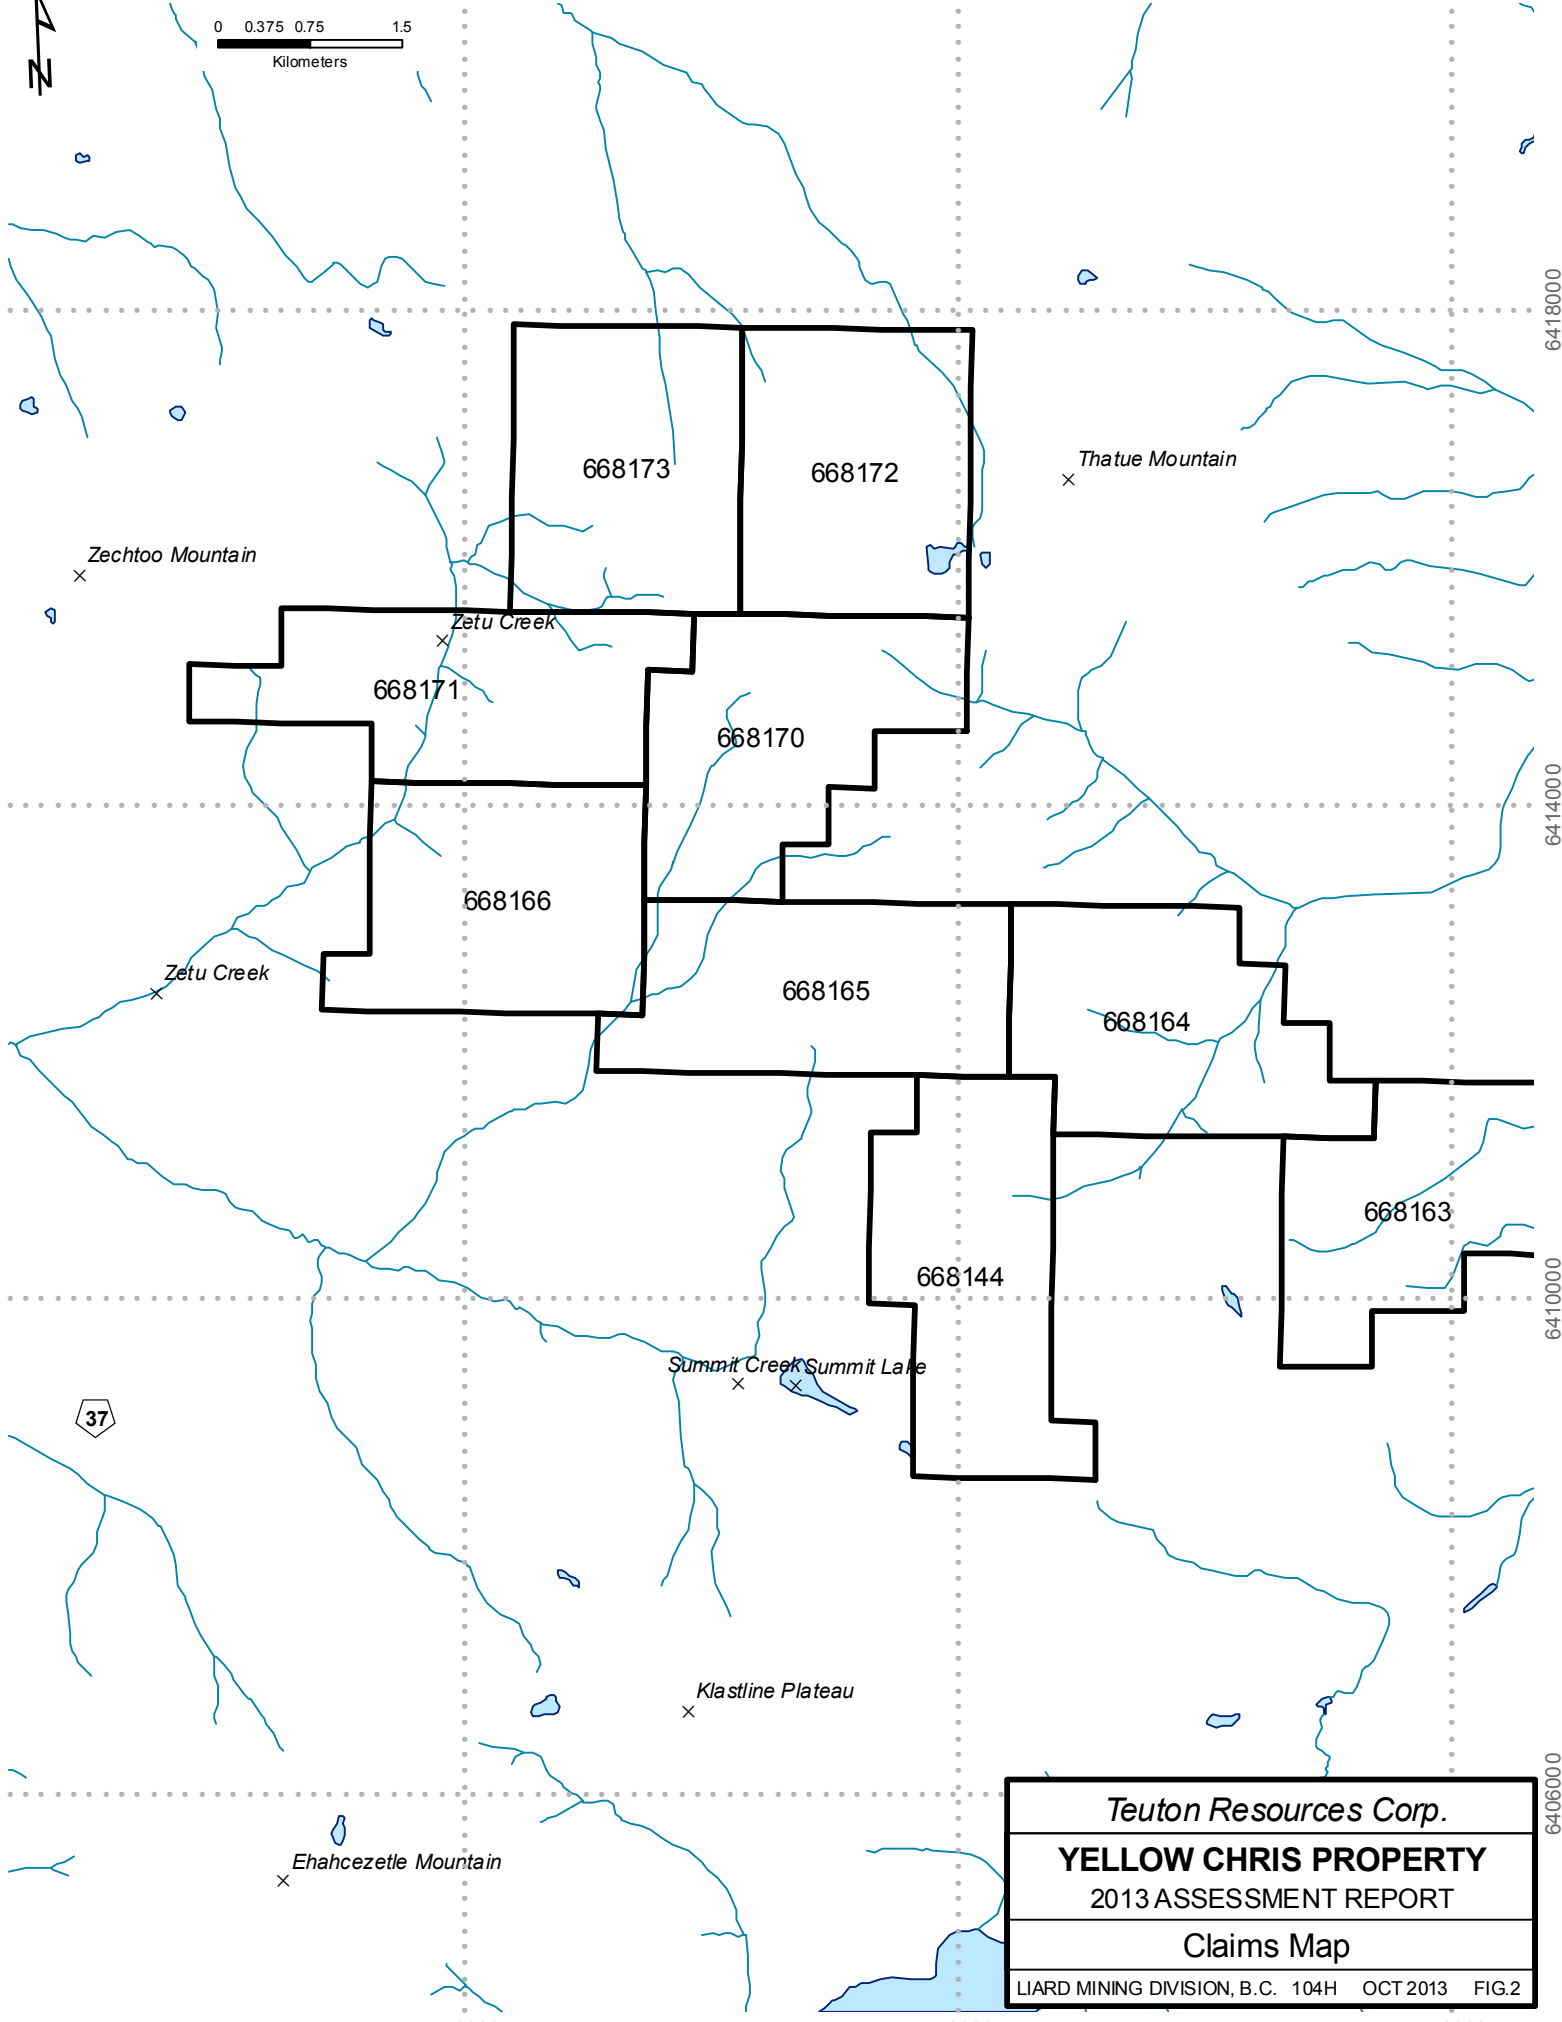 N
0 0.375 0.75 1.5
Kilometers
6418000
Thatue Mountain
668173
668172
Zechtoo Mountain
Zetu Creek
668171
668170
6414000
668166
Zetu Creek
668165
668164
668163
668144
6410000
Summit Creek
Summit Lake
37
Klastline Plateau
6406000
Ehahcezetle Mountain
Teuton Resources Corp.
YELLOW CHRIS PROPERTY
2013 ASSESSMENT REPORT
Claims Map
LIARD MINING DIVISION, B.C. 104H OCT 2013 FIG.2